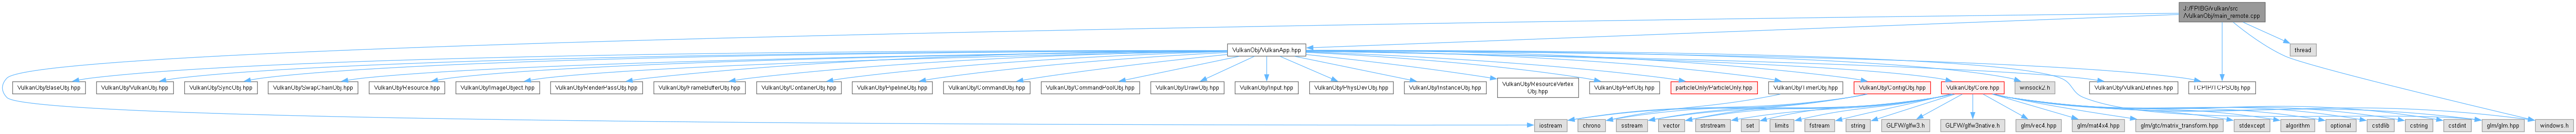 J:/FPIBG/vulkan/src
/VulkanObj/main_remote.cpp
VulkanObj/VulkanApp.hpp
thread
VulkanObj/BaseObj.hpp
VulkanObj/VulkanObj.hpp
VulkanObj/SyncObj.hpp
VulkanObj/SwapChainObj.hpp
VulkanObj/Resource.hpp
VulkanObj/ImageObject.hpp
VulkanObj/RenderPassObj.hpp
VulkanObj/FrameBufferObj.hpp
VulkanObj/ContainerObj.hpp
VulkanObj/PipelineObj.hpp
VulkanObj/CommandObj.hpp
VulkanObj/CommandPoolObj.hpp
VulkanObj/DrawObj.hpp
VulkanObj/Input.hpp
VulkanObj/PhysDevObj.hpp
VulkanObj/InstanceObj.hpp
VulkanObj/ResourceVertex
Obj.hpp
VulkanObj/PerfObj.hpp
particleOnly/ParticleOnly.hpp
VulkanObj/TimerObj.hpp
VulkanObj/ConfigObj.hpp
VulkanObj/Core.hpp
winsock2.h
VulkanObj/VulkanDefines.hpp
TCPIP/TCPSObj.hpp
iostream
chrono
sstream
vector
strstream
set
limits
fstream
string
GLFW/glfw3.h
GLFW/glfw3native.h
glm/vec4.hpp
glm/mat4x4.hpp
glm/gtc/matrix_transform.hpp
stdexcept
algorithm
optional
cstdlib
cstring
cstdint
glm/glm.hpp
windows.h